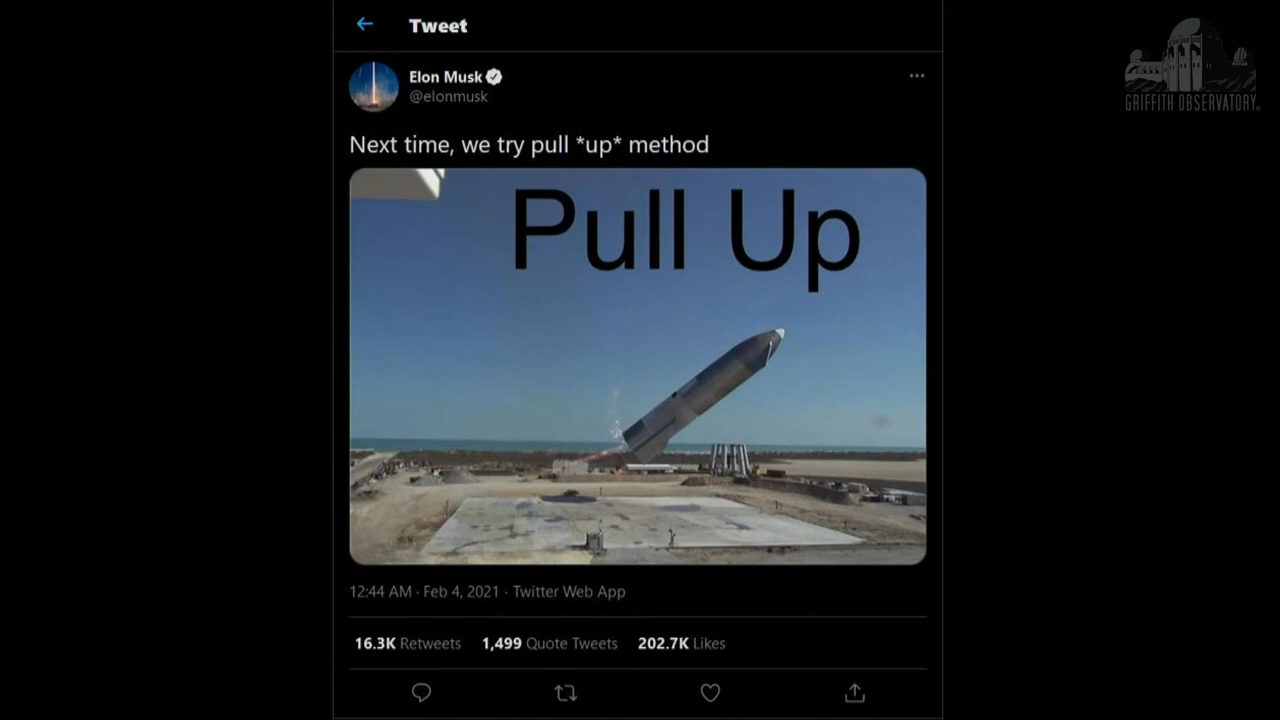 Tweet
Elon Musk
@elonmusk
Next time, we try pull *up* method
Pull Up
12:44 AM · Feb 4, 2021 · Twitter Web App
16.3K Retweets 1,499 Quote Tweets 202.7K Likes
GRIFFITH OBSERVATORY